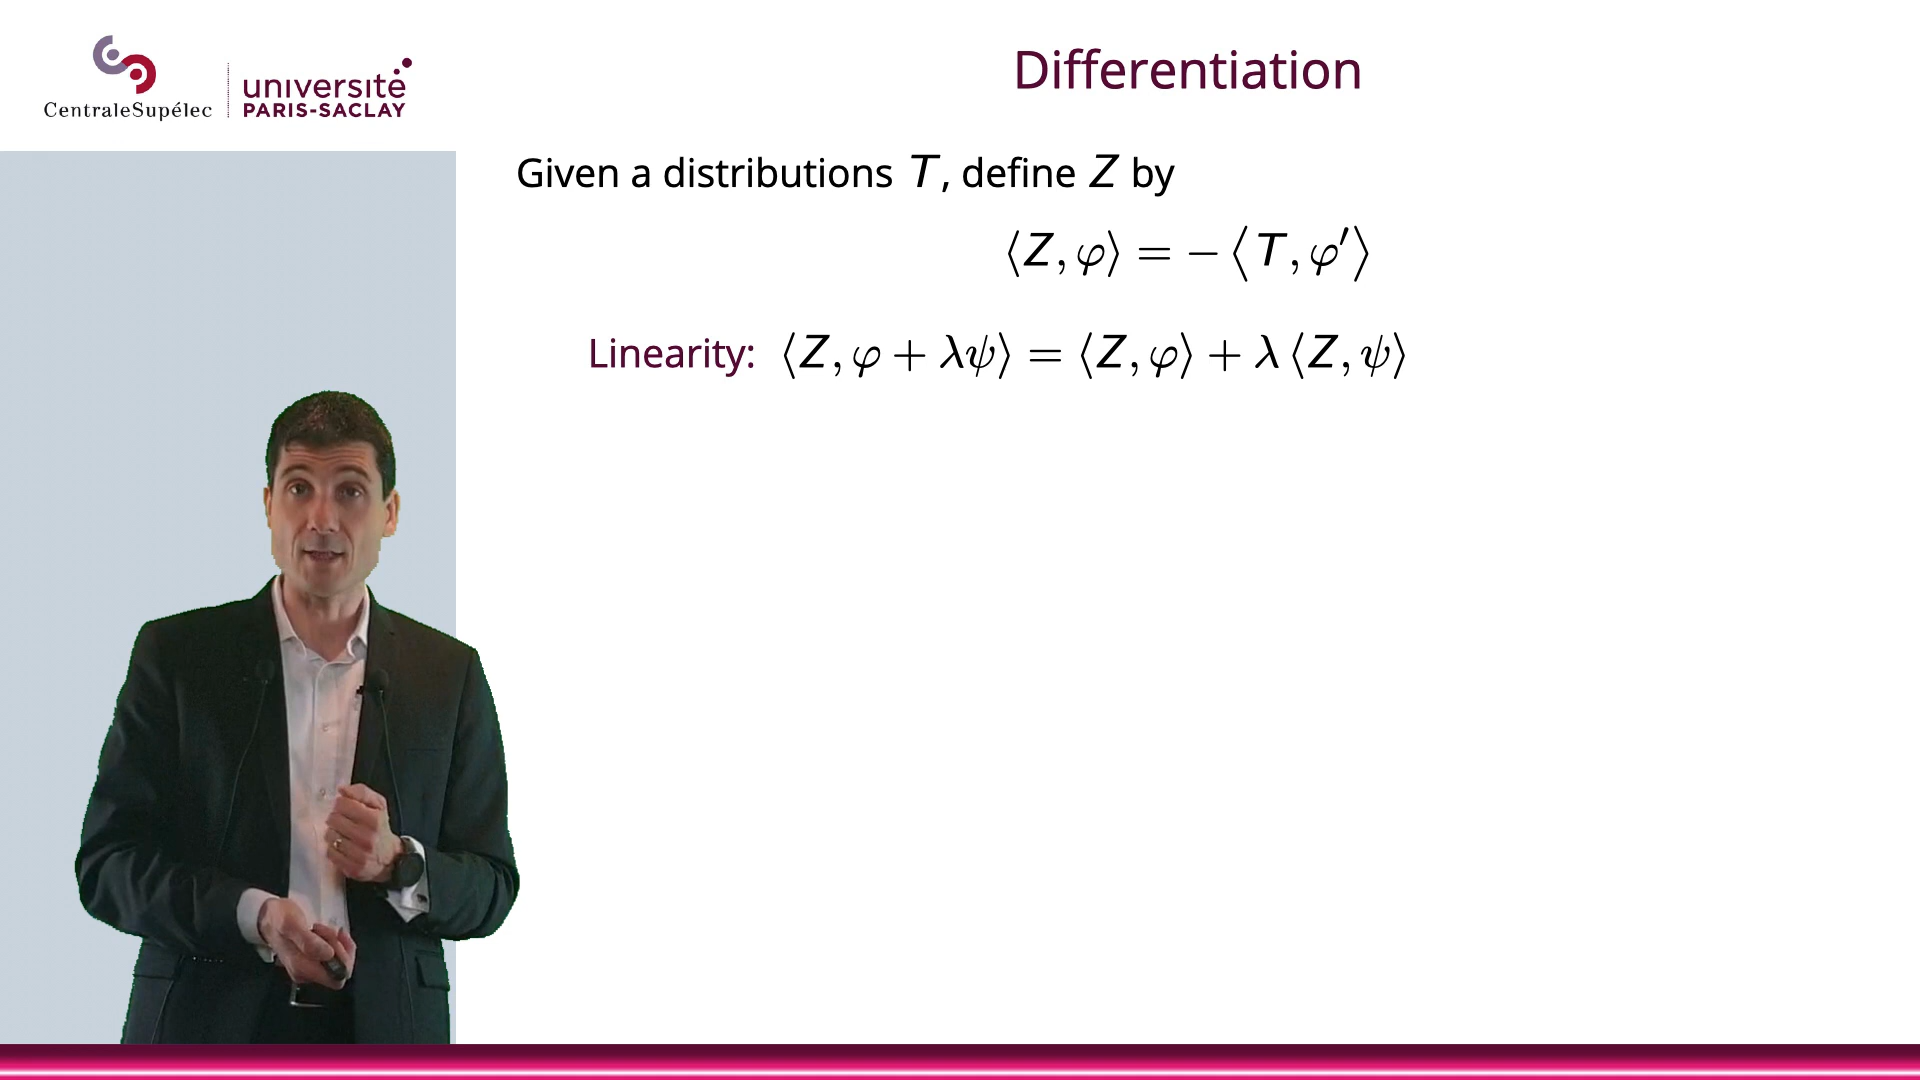 CentraleSupélec
université
PARIS-SACLAY
Differentiation
Given a distributions T, define Z by
⟨Z, φ⟩ = − ⟨T, φ′⟩
Linearity: ⟨Z, φ + λψ⟩ = ⟨Z, φ⟩ + λ ⟨Z, ψ⟩